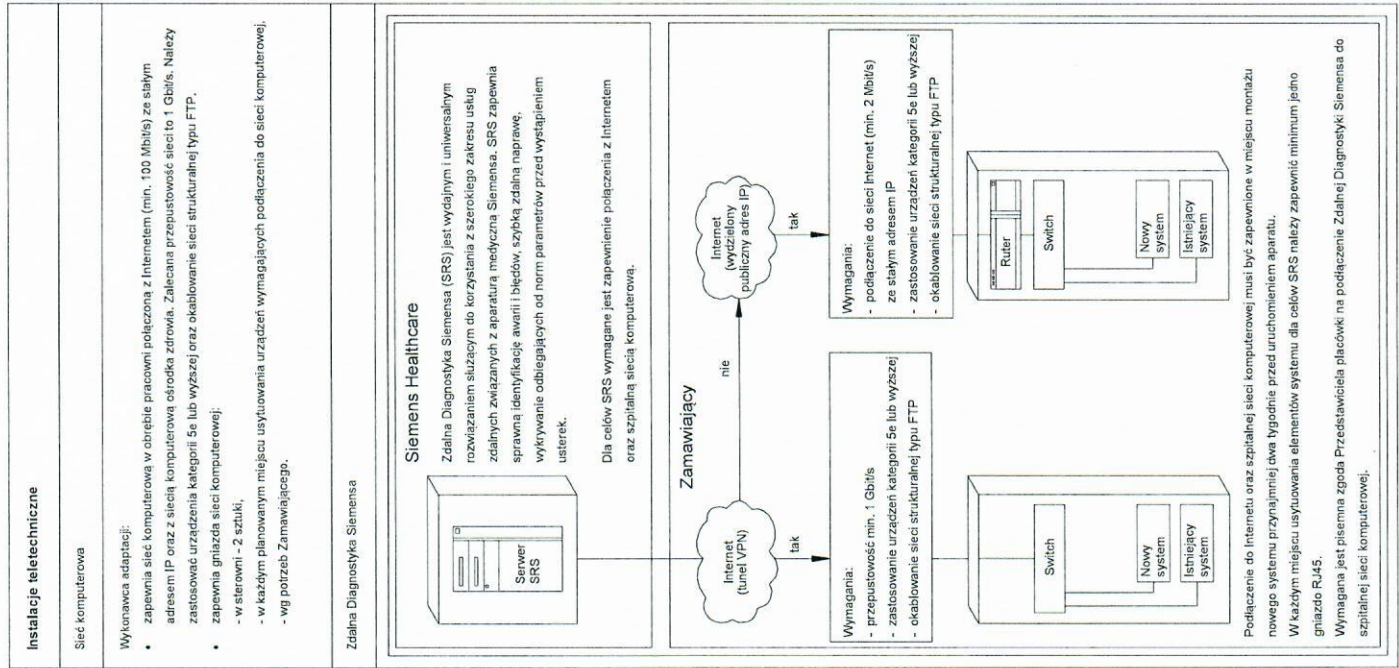 Instalacje teletechniczne
Sieć komputerowa
Wykonawca adaptacji:
• zapewnia sieć komputerową w obrębie pracowni połączoną z Internetem (min. 100 Mbit/s) ze stałym
adresem IP oraz z siecią komputerową ośrodka zdrowia. Zalecana przepustowość sieci to 1 Gbit/s. Należy
zastosować urządzenia kategorii 5e lub wyższej oraz okablowanie sieci strukturalnej typu FTP.
• zapewnia gniazda sieci komputerowej:
- w sterowni - 2 sztuki,
- w każdym planowanym miejscu usytuowania urządzeń wymagających podłączenia do sieci komputerowej,
- wg potrzeb Zamawiającego.
Zdalna Diagnostyka Siemensa
Siemens Healthcare
Serwer
SRS
Zdalna Diagnostyka Siemensa (SRS) jest wydajnym i uniwersalnym
rozwiązaniem służącym do korzystania z szerokiego zakresu usług
zdalnych związanych z aparaturą medyczną Siemensa. SRS zapewnia
sprawną identyfikację awarii i błędów, szybką zdalną naprawę,
wykrywanie odbiegających od norm parametrów przed wystąpieniem
usterek.
Dla celów SRS wymagane jest zapewnienie połączenia z Internetem
oraz szpitalną siecią komputerową.
Zamawiający
Internet
(tunel VPN)
nie
Internet
(wydzielony
publiczny adres IP)
tak
tak
Wymagania:
- przepustowość min. 1 Gbit/s
- zastosowanie urządzeń kategorii 5e lub wyższej
- okablowanie sieci strukturalnej typu FTP
Wymagania:
- podłączenie do sieci Internet (min. 2 Mbit/s)
ze stałym adresem IP
- zastosowanie urządzeń kategorii 5e lub wyższej
- okablowanie sieci strukturalnej typu FTP
Switch
Nowy
system
Istniejący
system
Ruter
Switch
Nowy
system
Istniejący
system
Podłączenie do Internetu oraz szpitalnej sieci komputerowej musi być zapewnione w miejscu montażu
nowego systemu przynajmniej dwa tygodnie przed uruchomieniem aparatu.
W każdym miejscu usytuowania elementów systemu dla celów SRS należy zapewnić minimum jedno
gniazdo RJ45.
Wymagana jest pisemna zgoda Przedstawiciela placówki na podłączenie Zdalnej Diagnostyki Siemensa do
szpitalnej sieci komputerowej.